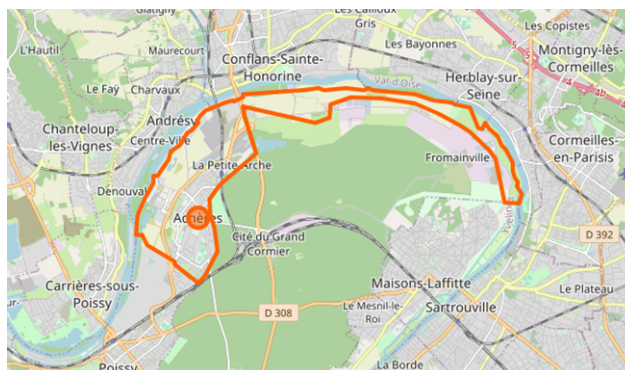 Glatigny
Les Cailloux
Gris
Les Copistes
L'Hautil
Maurecourt
Conflans-Sainte-
Honorine
Les Bayonnes
Montigny-lès-
Cormeilles
Le Faÿ
Charvaux
Val-d'Oise
Herblay-sur-
Seine
Andrésy
Centre-Ville
Chanteloup-
les-Vignes
Cormeilles-
en-Parisis
La Petite Arche
Fromainville
Dénouval
Achères
Yvelines
Cité du Grand
Cormier
D 392
Carrières-sous-
Poissy
Maisons-Laffitte
Le Plateau
D 308
Le Mesnil-le-
Roi
Sartrouville
Poissy
La Borde